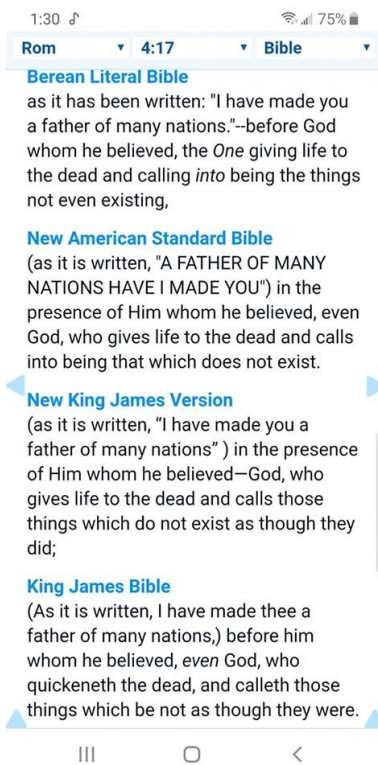 1:30 75%
Rom 4:17 Bible
Berean Literal Bible
as it has been written: "I have made you
a father of many nations."--before God
whom he believed, the One giving life to
the dead and calling into being the things
not even existing,
New American Standard Bible
(as it is written, "A FATHER OF MANY
NATIONS HAVE I MADE YOU") in the
presence of Him whom he believed, even
God, who gives life to the dead and calls
into being that which does not exist.
New King James Version
(as it is written, “I have made you a
father of many nations” ) in the presence
of Him whom he believed—God, who
gives life to the dead and calls those
things which do not exist as though they
did;
King James Bible
(As it is written, I have made thee a
father of many nations,) before him
whom he believed, even God, who
quickeneth the dead, and calleth those
things which be not as though they were.